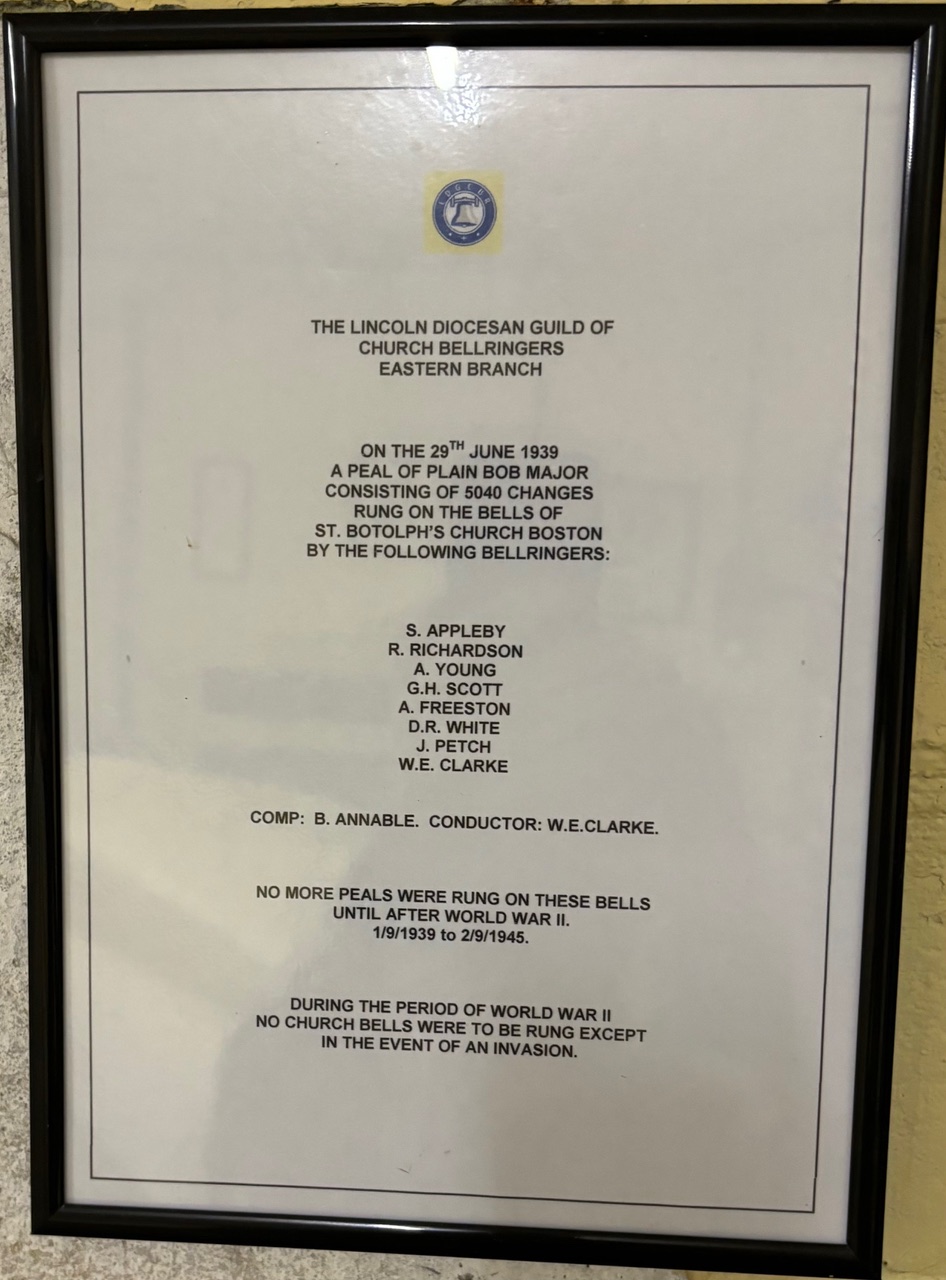 LDGCBR
THE LINCOLN DIOCESAN GUILD OF
CHURCH BELLRINGERS
EASTERN BRANCH
ON THE 29TH JUNE 1939
A PEAL OF PLAIN BOB MAJOR
CONSISTING OF 5040 CHANGES
RUNG ON THE BELLS OF
ST. BOTOLPH'S CHURCH BOSTON
BY THE FOLLOWING BELLRINGERS:
S. APPLEBY
R. RICHARDSON
A. YOUNG
G.H. SCOTT
A. FREESTON
D.R. WHITE
J. PETCH
W.E. CLARKE
COMP: B. ANNABLE. CONDUCTOR: W.E.CLARKE.
NO MORE PEALS WERE RUNG ON THESE BELLS
UNTIL AFTER WORLD WAR II.
1/9/1939 to 2/9/1945.
DURING THE PERIOD OF WORLD WAR II
NO CHURCH BELLS WERE TO BE RUNG EXCEPT
IN THE EVENT OF AN INVASION.